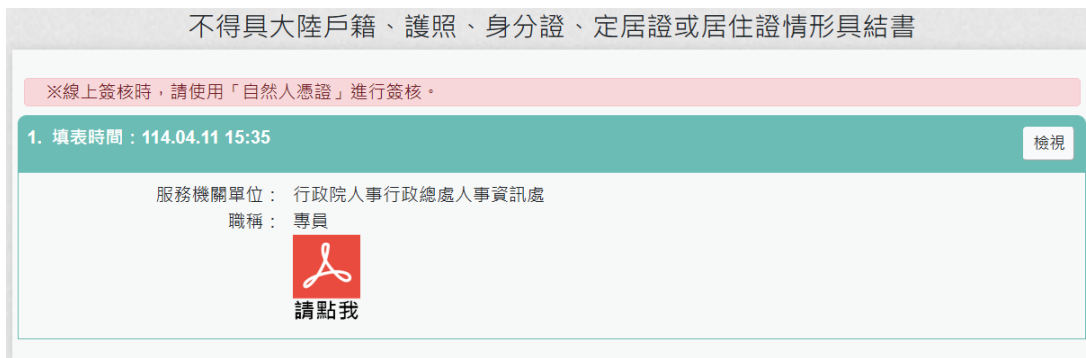 不得具大陸戶籍、護照、身分證、定居證或居住證情形具結書
※線上簽核時，請使用「自然人憑證」進行簽核。
1. 填表時間：114.04.11 15:35
檢視
服務機關單位： 行政院人事行政總處人事資訊處
職稱： 專員
請點我